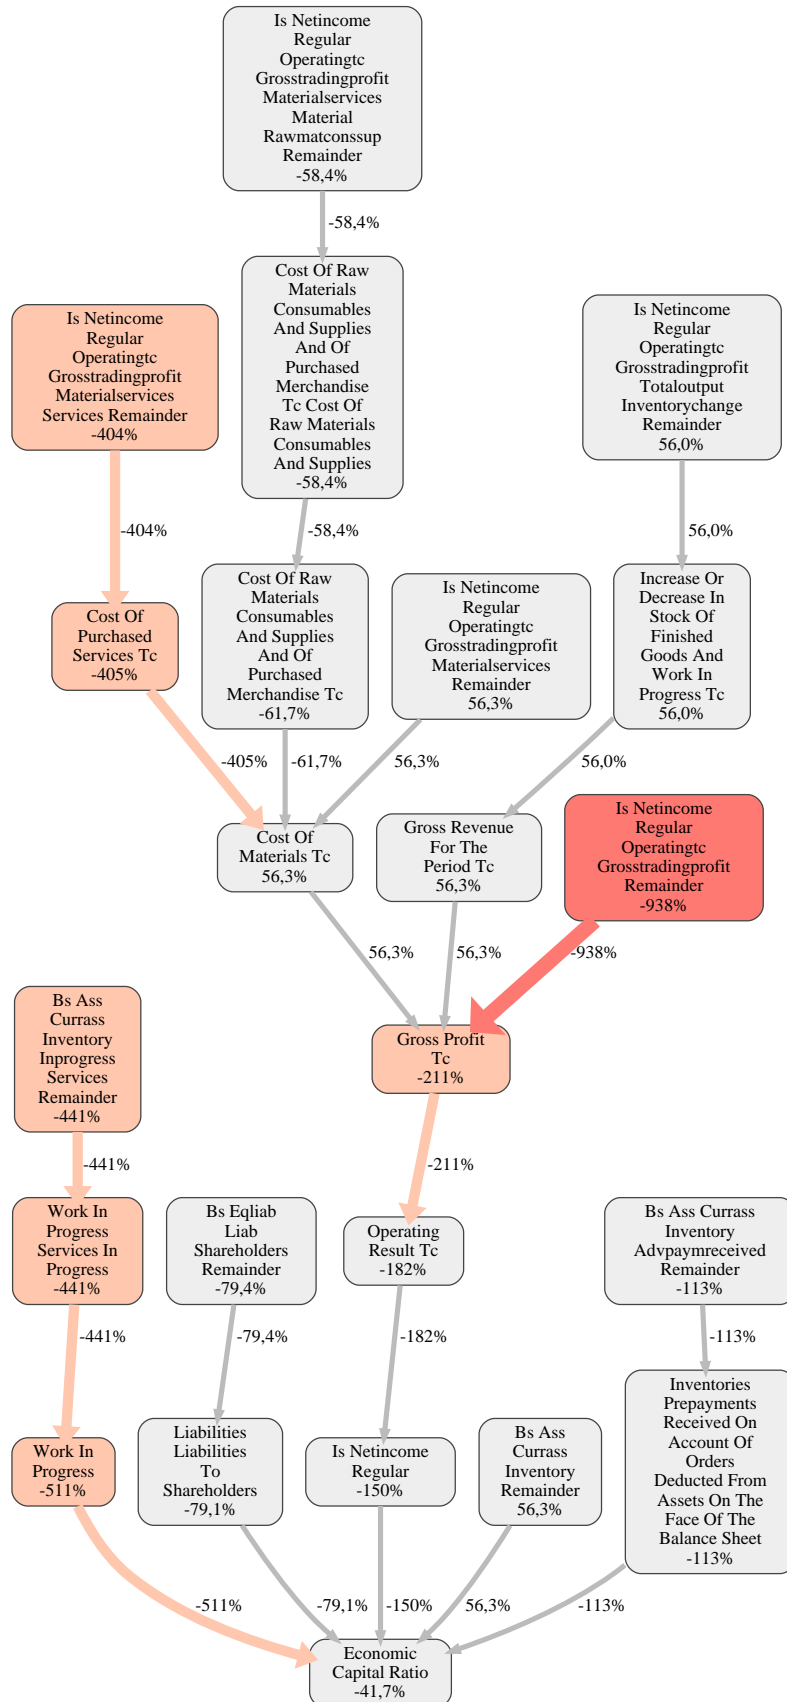 Is Netincome
Regular
Operatingtc
Grosstradingprofit
Materialservices
Material
Rawmatconssup
Remainder
-58,4%
-58,4%
Cost Of Raw
Materials
Consumables
And Supplies
And Of
Purchased
Merchandise
Tc Cost Of
Raw Materials
Consumables
And Supplies
-58,4%
Is Netincome
Regular
Operatingtc
Grosstradingprofit
Materialservices
Services Remainder
-404%
Is Netincome
Regular
Operatingtc
Grosstradingprofit
Totaloutput
Inventorychange
Remainder
56,0%
-404%
-58,4%
56,0%
Cost Of
Purchased
Services Tc
-405%
Cost Of Raw
Materials
Consumables
And Supplies
And Of
Purchased
Merchandise Tc
-61,7%
Is Netincome
Regular
Operatingtc
Grosstradingprofit
Materialservices
Remainder
56,3%
Increase Or
Decrease In
Stock Of
Finished
Goods And
Work In
Progress Tc
56,0%
-405%
-61,7%
56,3%
56,0%
Cost Of
Materials Tc
56,3%
Gross Revenue
For The
Period Tc
56,3%
Is Netincome
Regular
Operatingtc
Grosstradingprofit
Remainder
-938%
56,3%
56,3%
-938%
Bs Ass
Currass
Inventory
Inprogress
Services
Remainder
-441%
Gross Profit
Tc
-211%
-441%
-211%
Work In
Progress
Services In
Progress
-441%
Bs Eqliab
Liab
Shareholders
Remainder
-79,4%
Operating
Result Tc
-182%
Bs Ass Currass
Inventory
Advpaymreceived
Remainder
-113%
-441%
-79,4%
-182%
-113%
Work In
Progress
-511%
Liabilities
Liabilities
To
Shareholders
-79,1%
Is Netincome
Regular
-150%
Bs Ass
Currass
Inventory
Remainder
56,3%
Inventories
Prepayments
Received On
Account Of
Orders
Deducted From
Assets On The
Face Of The
Balance Sheet
-113%
-511%
-79,1%
-150%
56,3%
-113%
Economic
Capital Ratio
-41,7%